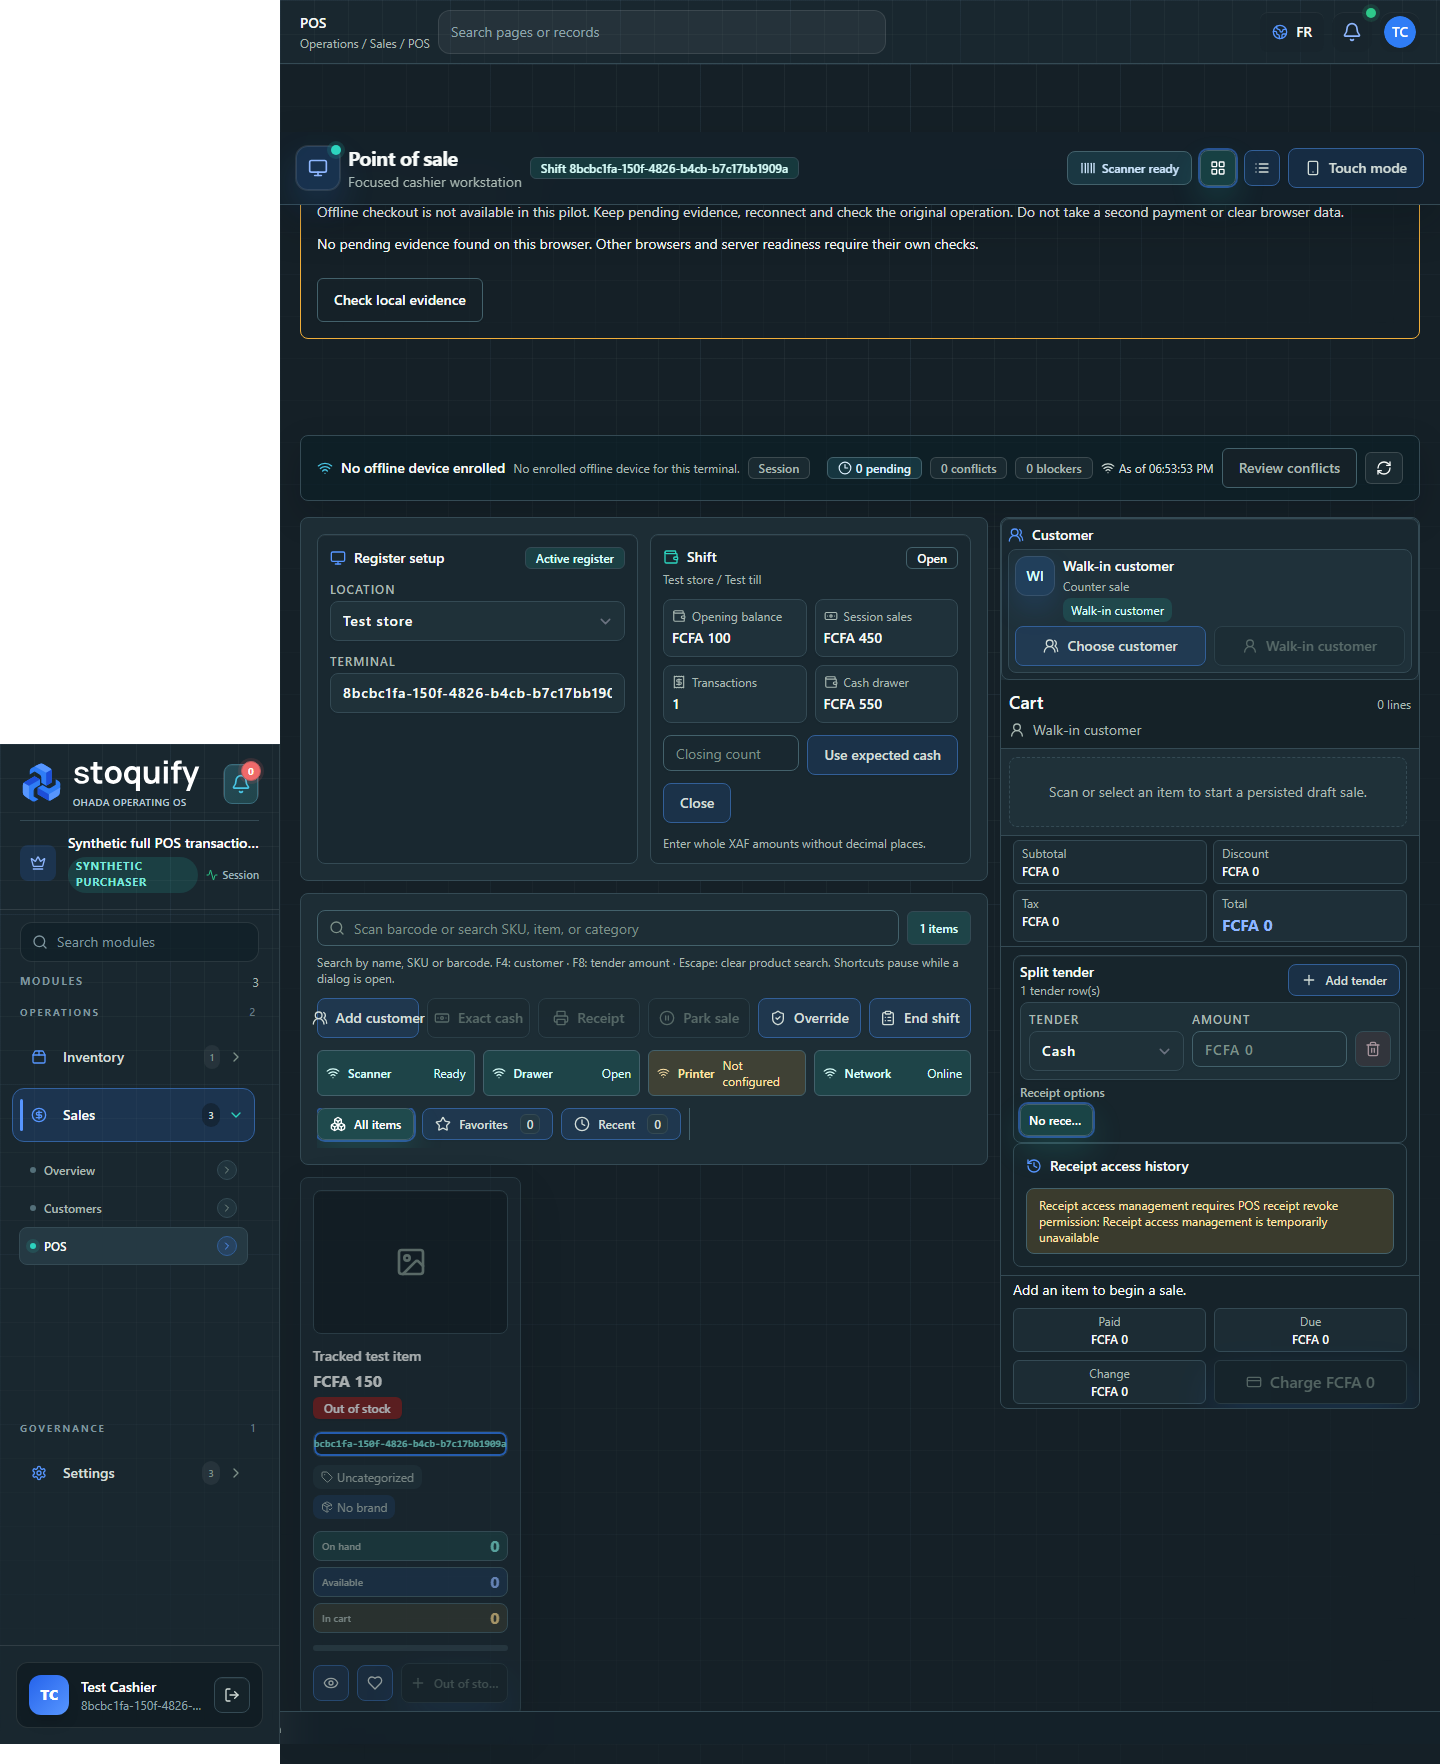 POS
Operations / Sales / POS
Search pages or records
FR
TC
Point of sale
Focused cashier workstation
Shift 8bcbc1fa-150f-4826-b4cb-b7c17bb1909a
Scanner ready
Touch mode
Offline checkout is not available in this pilot. Keep pending evidence, reconnect and check the original operation. Do not take a second payment or clear browser data.
No pending evidence found on this browser. Other browsers and server readiness require their own checks.
Check local evidence
No offline device enrolled
No enrolled offline device for this terminal.
Session
0 pending
0 conflicts
0 blockers
As of 06:53:53 PM
Review conflicts
Register setup
Active register
LOCATION
Test store
TERMINAL
8bcbc1fa-150f-4826-b4cb-b7c17bb190
Shift
Open
Test store / Test till
Opening balance
FCFA 100
Session sales
FCFA 450
Transactions
1
Cash drawer
FCFA 550
Closing count
Use expected cash
Close
Enter whole XAF amounts without decimal places.
Customer
WI
Walk-in customer
Counter sale
Walk-in customer
Choose customer
Walk-in customer
Cart
0 lines
Walk-in customer
Scan or select an item to start a persisted draft sale.
Subtotal
FCFA 0
Discount
FCFA 0
Tax
FCFA 0
Total
FCFA 0
Split tender
1 tender row(s)
Add tender
TENDER
AMOUNT
Cash
FCFA 0
Receipt options
No rece...
Receipt access history
Receipt access management requires POS receipt revoke
permission: Receipt access management is temporarily
unavailable
Add an item to begin a sale.
Paid
FCFA 0
Due
FCFA 0
Change
FCFA 0
Charge FCFA 0
Scan barcode or search SKU, item, or category
1 items
Search by name, SKU or barcode. F4: customer · F8: tender amount · Escape: clear product search. Shortcuts pause while a
dialog is open.
Add customer
Exact cash
Receipt
Park sale
Override
End shift
Scanner
Ready
Drawer
Open
Printer
Not
configured
Network
Online
All items
Favorites
0
Recent
0
Tracked test item
FCFA 150
Out of stock
bcbc1fa-150f-4826-b4cb-b7c17bb1909a
Uncategorized
No brand
On hand
0
Available
0
In cart
0
Out of sto...
stoquify
OHADA OPERATING OS
0
Synthetic full POS transactio...
SYNTHETIC
PURCHASER
Session
Search modules
MODULES
3
OPERATIONS
2
Inventory
1
Sales
3
Overview
Customers
POS
GOVERNANCE
1
Settings
3
TC
Test Cashier
8bcbc1fa-150f-4826-...